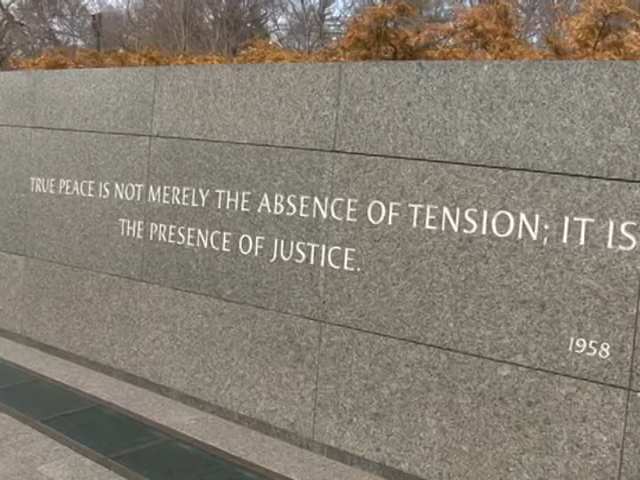 TRUE PEACE IS NOT MERELY THE ABSENCE OF TENSION; IT IS
THE PRESENCE OF JUSTICE.
1958